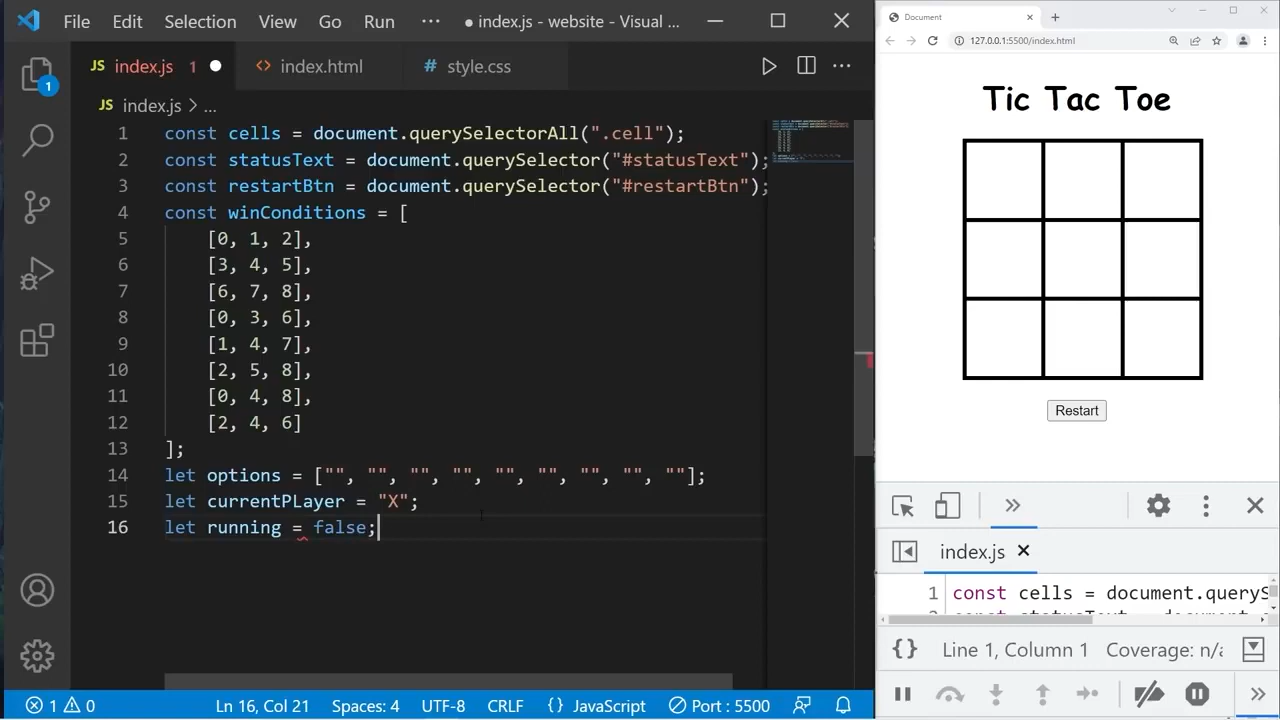 File Edit Selection View Go Run ··· ● index.js - website - Visual ...
JS index.js 1 ● <> index.html # style.css ···
1
JS index.js > ...
1 const cells = document.querySelectorAll(".cell");
2 const statusText = document.querySelector("#statusText");
3 const restartBtn = document.querySelector("#restartBtn");
4 const winConditions = [
5 [0, 1, 2],
6 [3, 4, 5],
7 [6, 7, 8],
8 [0, 3, 6],
9 [1, 4, 7],
10 [2, 5, 8],
11 [0, 4, 8],
12 [2, 4, 6]
13 ];
14 let options = ["", "", "", "", "", "", "", "", ""];
15 let currentPLayer = "X";
16 let running = false;
1 0 Ln 16, Col 21 Spaces: 4 UTF-8 CRLF {} JavaScript Port : 5500
Document
127.0.0.1:5500/index.html
Tic Tac Toe
Restart
index.js
1 const cells = document.queryS
{} Line 1, Column 1 Coverage: n/a